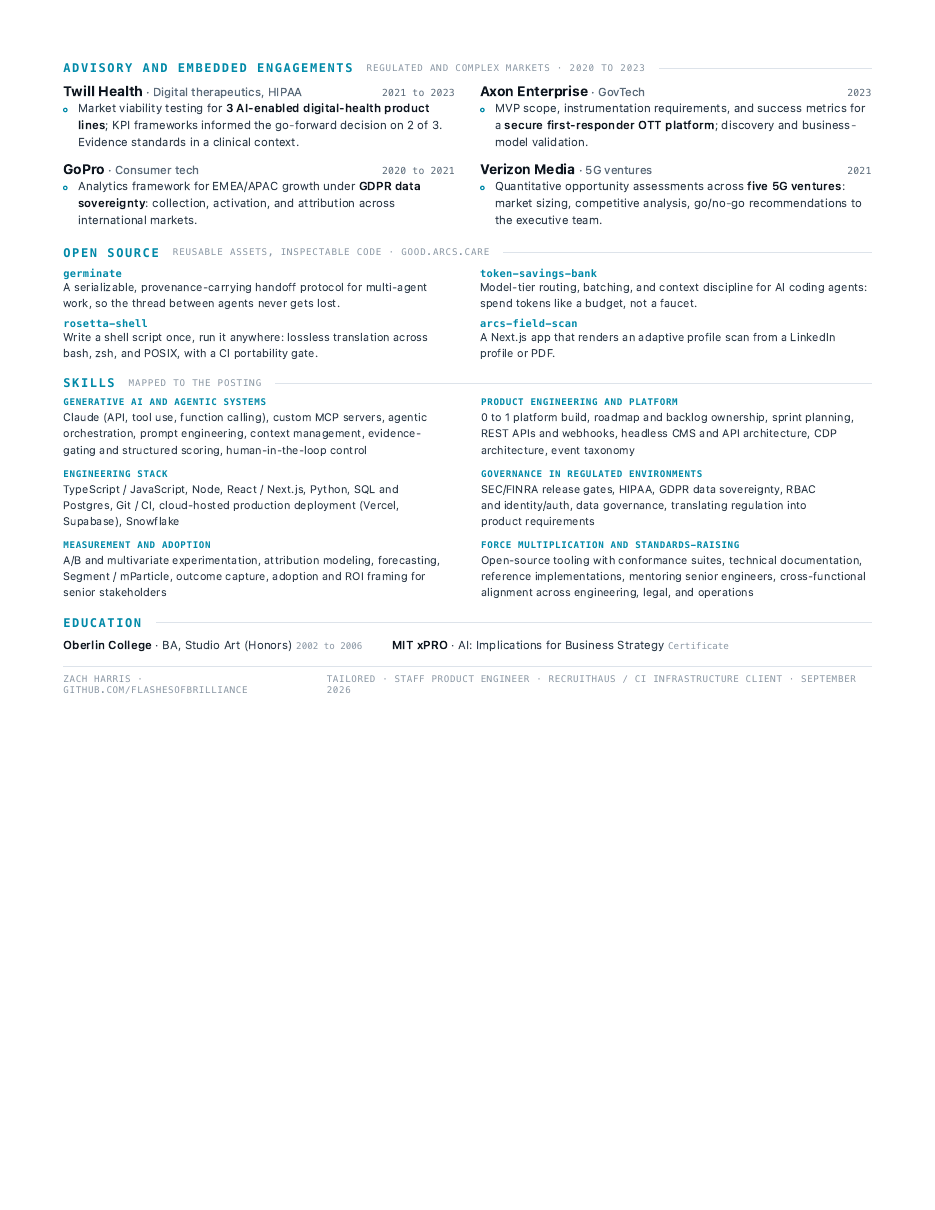 ADVISORY AND EMBEDDED ENGAGEMENTS REGULATED AND COMPLEX MARKETS · 2020 TO 2023
Twill Health · Digital therapeutics, HIPAA 2021 to 2023
Market viability testing for 3 AI-enabled digital-health product
lines; KPI frameworks informed the go-forward decision on 2 of 3.
Evidence standards in a clinical context.
Axon Enterprise · GovTech 2023
MVP scope, instrumentation requirements, and success metrics for
a secure first-responder OTT platform; discovery and business-
model validation.
GoPro · Consumer tech 2020 to 2021
Analytics framework for EMEA/APAC growth under GDPR data
sovereignty: collection, activation, and attribution across
international markets.
Verizon Media · 5G ventures 2021
Quantitative opportunity assessments across five 5G ventures:
market sizing, competitive analysis, go/no-go recommendations to
the executive team.
OPEN SOURCE REUSABLE ASSETS, INSPECTABLE CODE · GOOD.ARCS.CARE
germinate
A serializable, provenance-carrying handoff protocol for multi-agent
work, so the thread between agents never gets lost.
token-savings-bank
Model-tier routing, batching, and context discipline for AI coding agents:
spend tokens like a budget, not a faucet.
rosetta-shell
Write a shell script once, run it anywhere: lossless translation across
bash, zsh, and POSIX, with a CI portability gate.
arcs-field-scan
A Next.js app that renders an adaptive profile scan from a LinkedIn
profile or PDF.
SKILLS MAPPED TO THE POSTING
GENERATIVE AI AND AGENTIC SYSTEMS
Claude (API, tool use, function calling), custom MCP servers, agentic
orchestration, prompt engineering, context management, evidence-
gating and structured scoring, human-in-the-loop control
PRODUCT ENGINEERING AND PLATFORM
0 to 1 platform build, roadmap and backlog ownership, sprint planning,
REST APIs and webhooks, headless CMS and API architecture, CDP
architecture, event taxonomy
ENGINEERING STACK
TypeScript / JavaScript, Node, React / Next.js, Python, SQL and
Postgres, Git / CI, cloud-hosted production deployment (Vercel,
Supabase), Snowflake
GOVERNANCE IN REGULATED ENVIRONMENTS
SEC/FINRA release gates, HIPAA, GDPR data sovereignty, RBAC
and identity/auth, data governance, translating regulation into
product requirements
MEASUREMENT AND ADOPTION
A/B and multivariate experimentation, attribution modeling, forecasting,
Segment / mParticle, outcome capture, adoption and ROI framing for
senior stakeholders
FORCE MULTIPLICATION AND STANDARDS-RAISING
Open-source tooling with conformance suites, technical documentation,
reference implementations, mentoring senior engineers, cross-functional
alignment across engineering, legal, and operations
EDUCATION
Oberlin College · BA, Studio Art (Honors) 2002 to 2006 MIT xPRO · AI: Implications for Business Strategy Certificate
ZACH HARRIS ·
GITHUB.COM/FLASHESOFBRILLIANCE
TAILORED · STAFF PRODUCT ENGINEER · RECRUITHAUS / CI INFRASTRUCTURE CLIENT · SEPTEMBER
2026